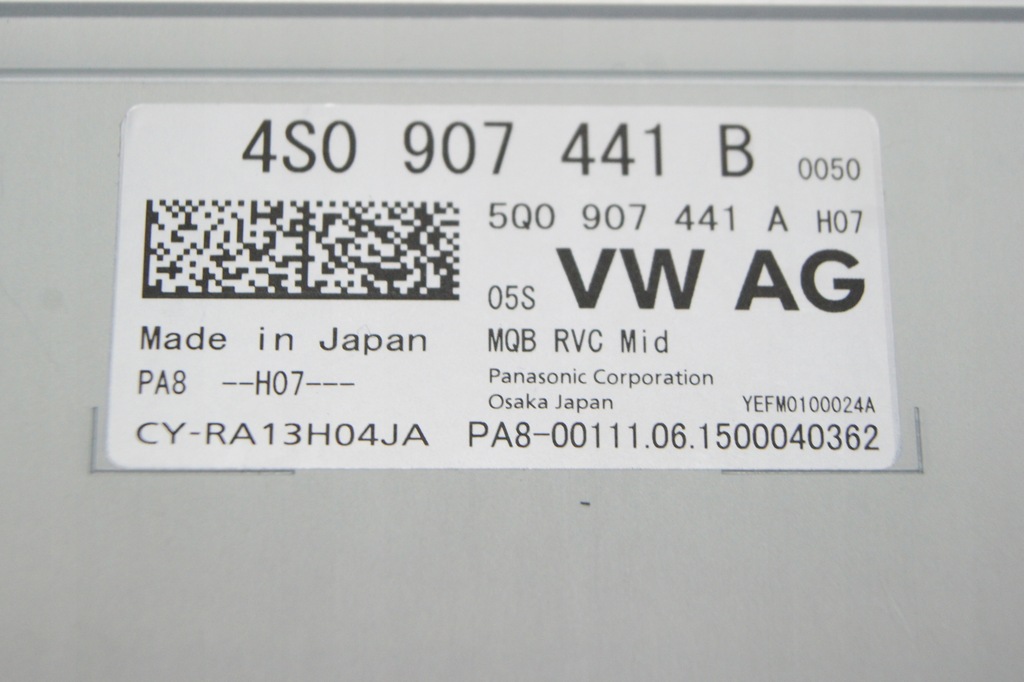 4S0 907 441 B 0050
5Q0 907 441 A H07
05S VW AG
Made in Japan MQB RVC Mid
PA8 --H07---
Panasonic Corporation
Osaka Japan YEFM0100024A
CY-RA13H04JA PA8-00111.06.1500040362